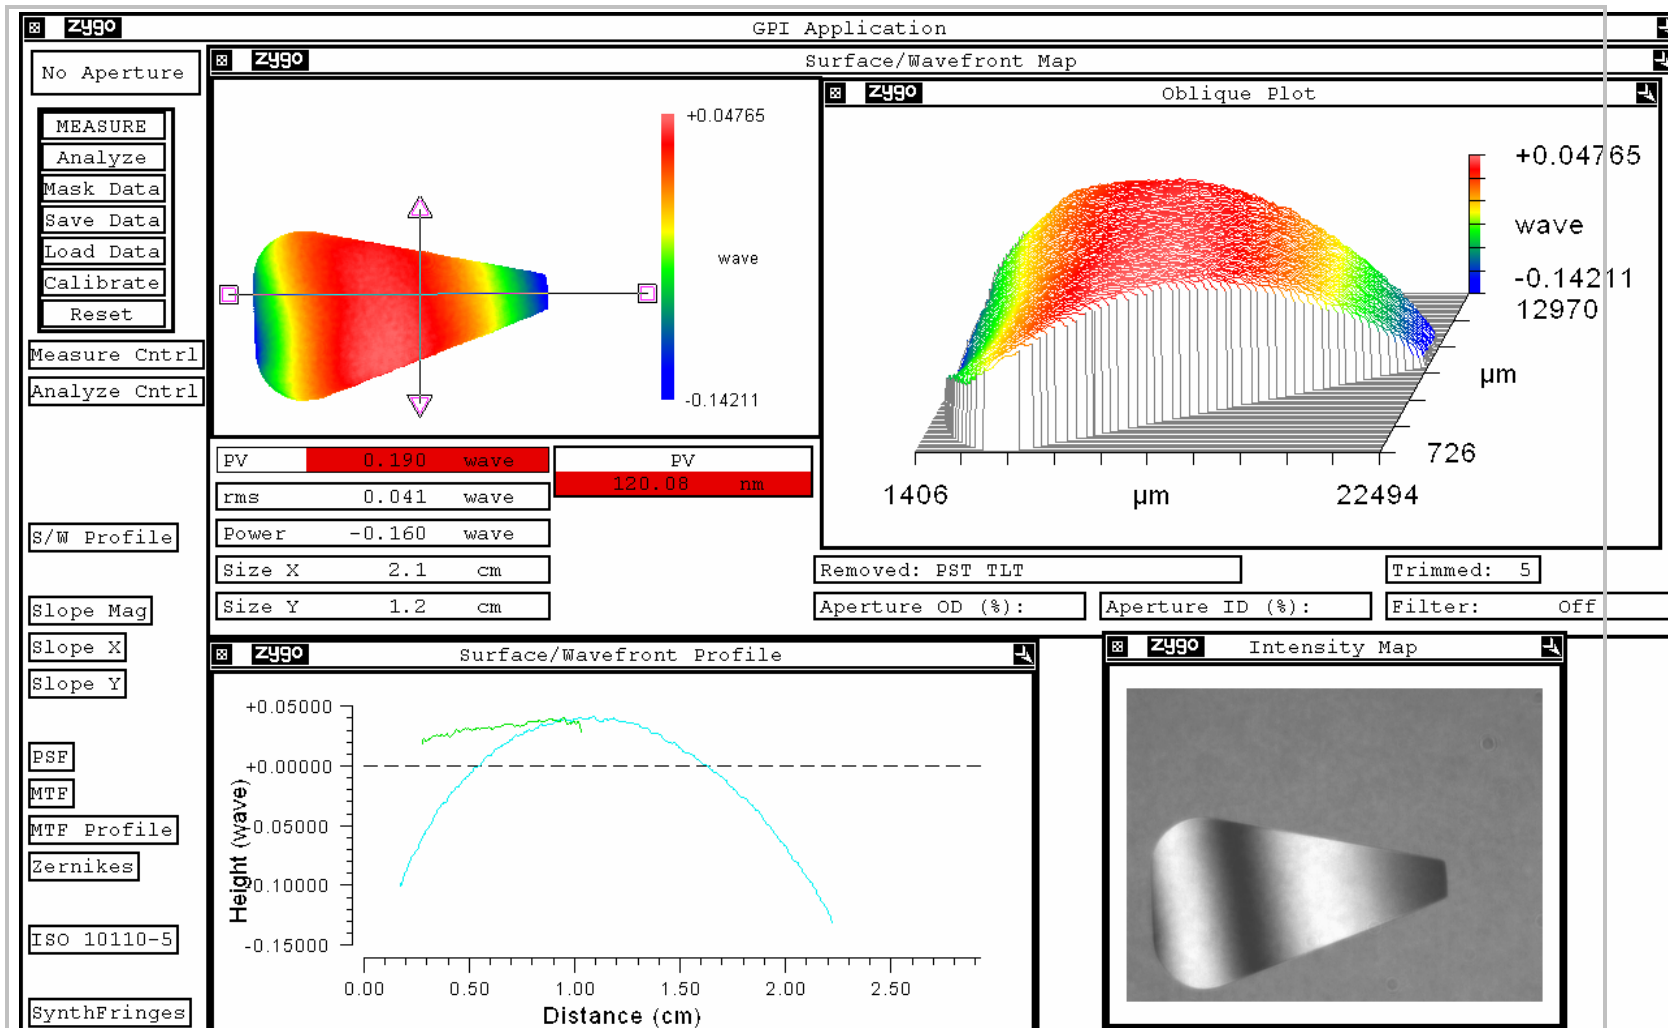 zygo GPI Application
No Aperture
MEASURE
Analyze
Mask Data
Save Data
Load Data
Calibrate
Reset
Measure Cntrl
Analyze Cntrl
S/W Profile
Slope Mag
Slope X
Slope Y
PSF
MTF
MTF Profile
Zernikes
ISO 10110-5
SynthFringes
zygo Surface/Wavefront Map
+0.04765
wave
-0.14211
zygo Oblique Plot
+0.04765
wave
-0.14211
12970
µm
726
1406 µm 22494
PV 0.190 wave
rms 0.041 wave
Power -0.160 wave
Size X 2.1 cm
Size Y 1.2 cm
PV
120.08 nm
Removed: PST TLT
Trimmed: 5
Aperture OD (%):
Aperture ID (%):
Filter: Off
zygo Surface/Wavefront Profile
+0.05000
+0.00000
-0.05000
-0.10000
-0.15000
Height (wave)
0.00 0.50 1.00 1.50 2.00 2.50
Distance (cm)
zygo Intensity Map